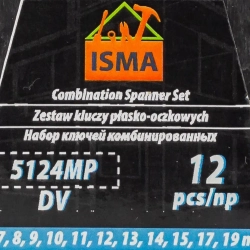 ISMA
Combination Spanner Set
Zestaw kluczy płasko-oczkowych
Набор ключей комбинированных
5124MP
12
DV
pcs/пр
7, 8, 9, 10, 11, 12, 13, 14, 15, 17, 19